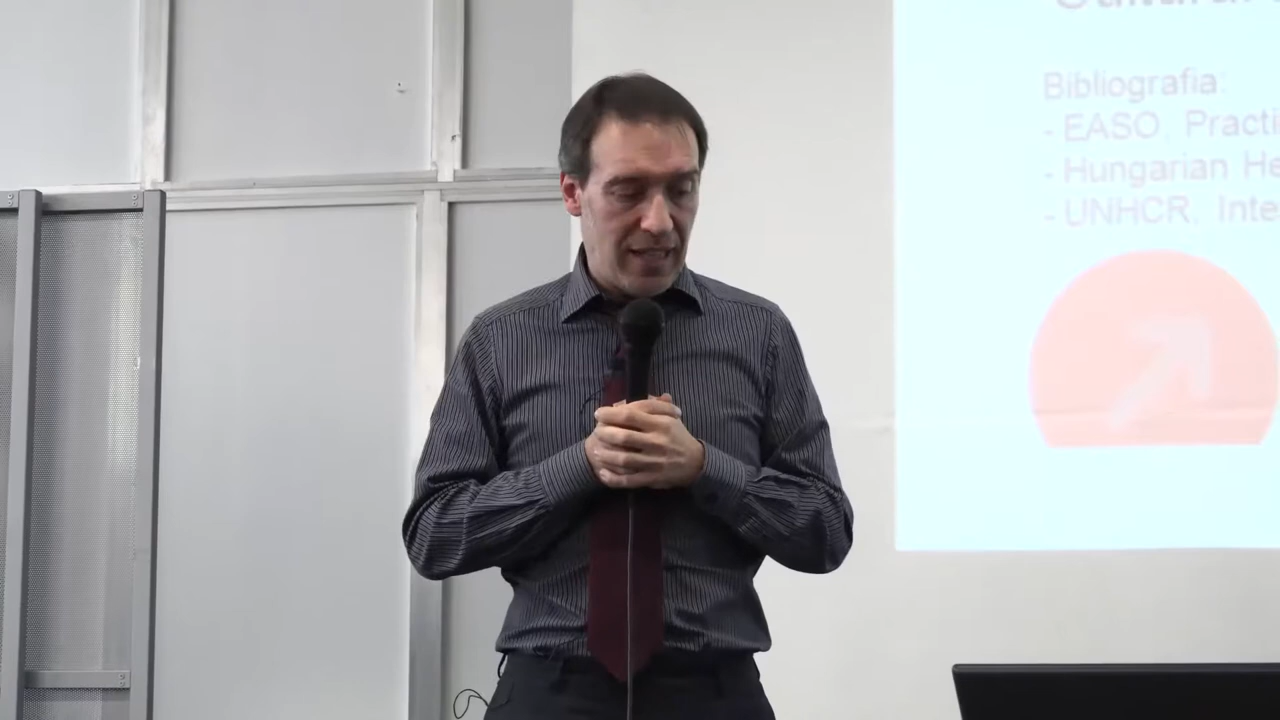 Bibliografia:
- EASO, Practi
- Hungarian He
- UNHCR, Inte